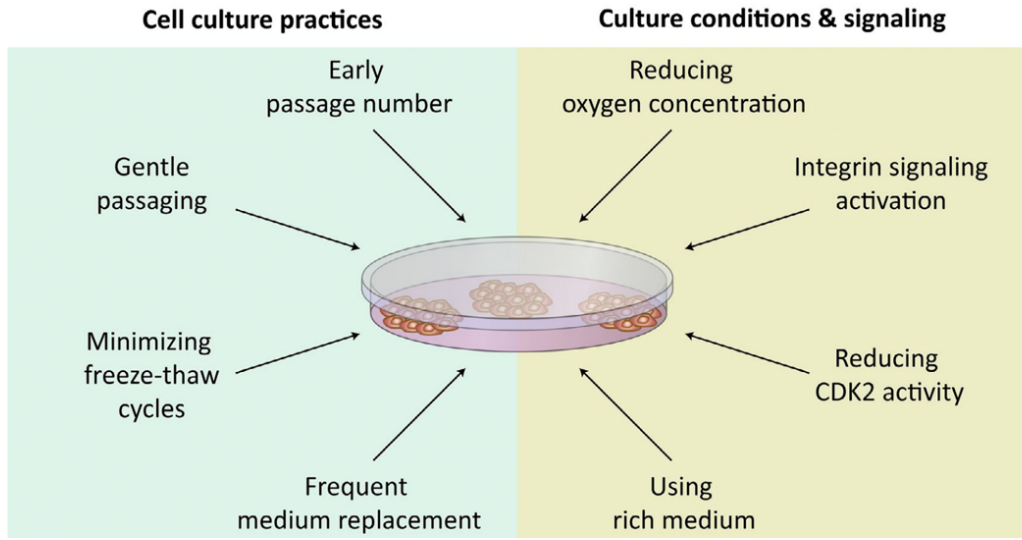 Cell culture practices
Culture conditions & signaling
Early
passage number
Reducing
oxygen concentration
Gentle
passaging
Integrin signaling
activation
Minimizing
freeze-thaw
cycles
Reducing
CDK2 activity
Frequent
medium replacement
Using
rich medium